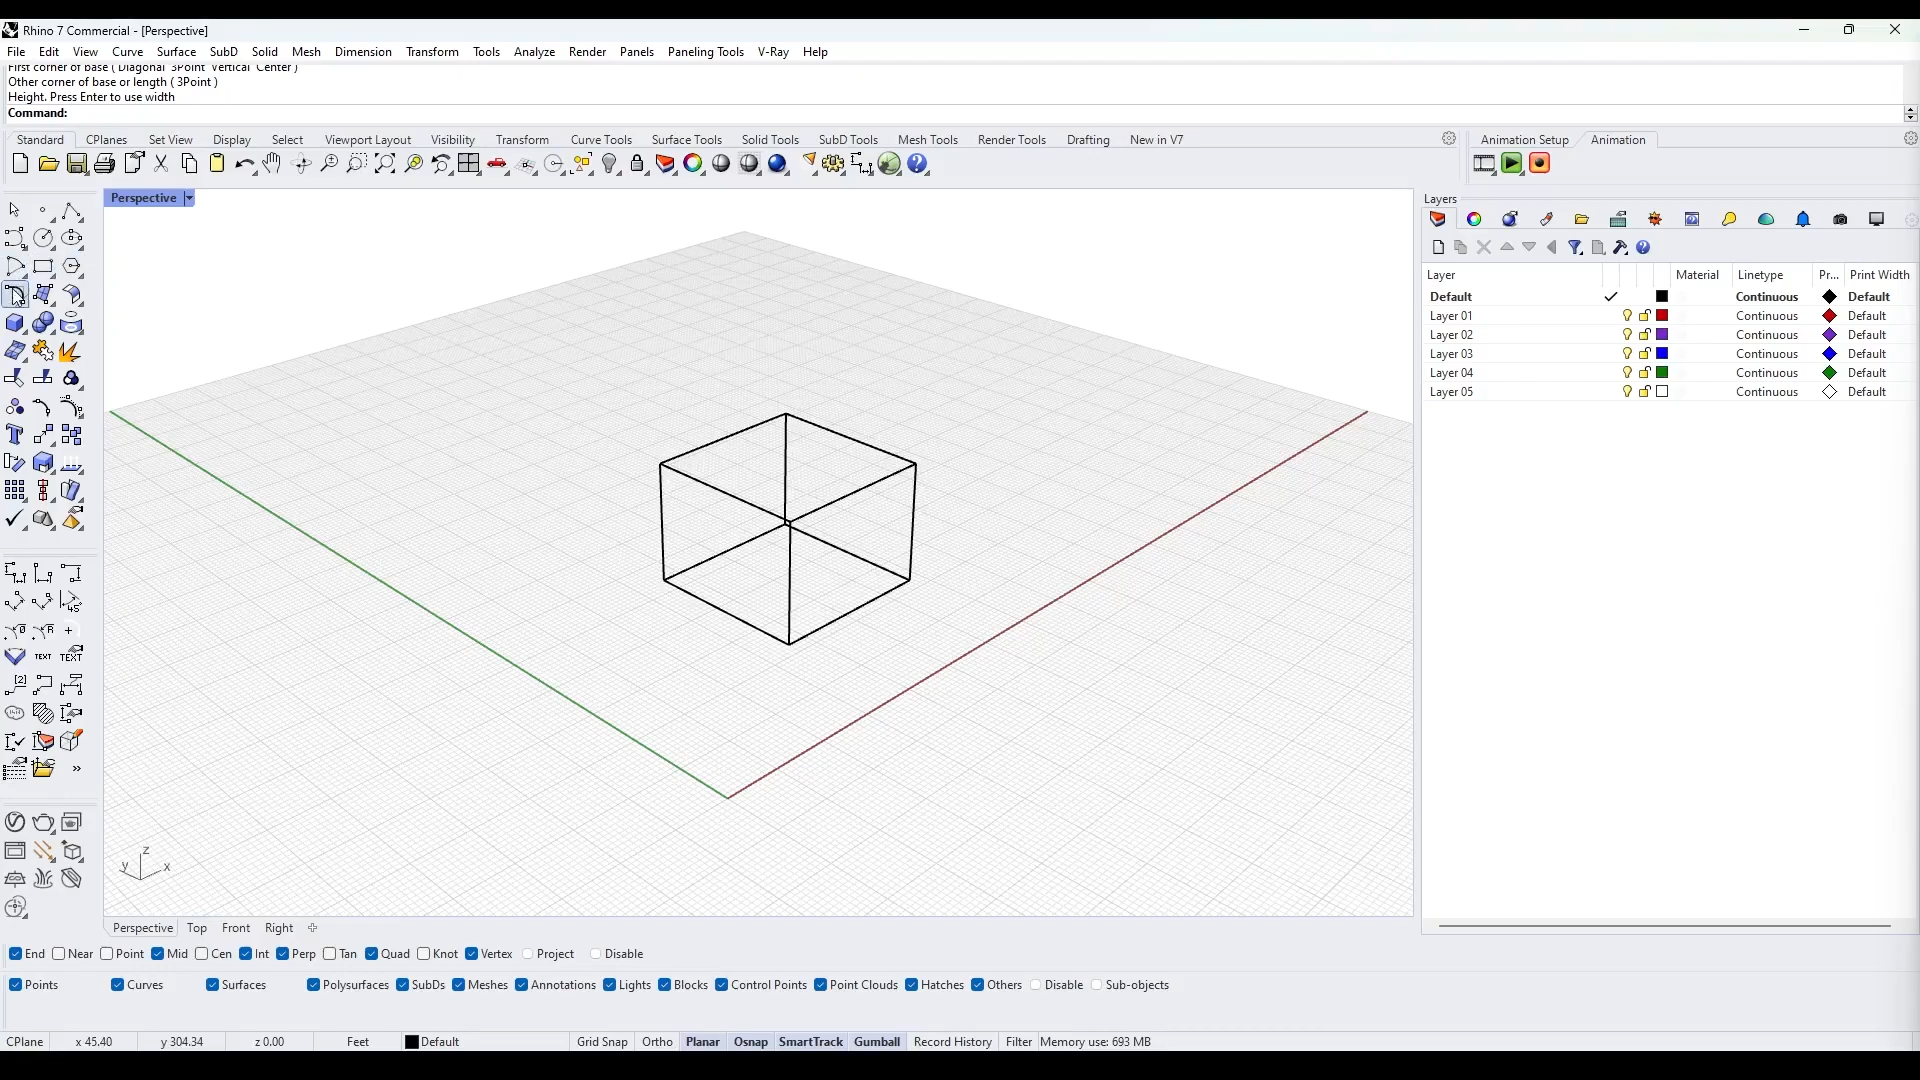 Rhino 7 Commercial - [Perspective]
File Edit View Curve Surface SubD Solid Mesh Dimension Transform Tools Analyze Render Panels Paneling Tools V-Ray Help
First corner of base ( Diagonal 3Point Vertical Center )
Other corner of base or length ( 3Point )
Height. Press Enter to use width
Command:
Standard CPlanes Set View Display Select Viewport Layout Visibility Transform Curve Tools Surface Tools Solid Tools SubD Tools Mesh Tools Render Tools Drafting New in V7
Animation Setup Animation
Perspective
Layers
Layer Material Linetype Pr... Print Width
Default Continuous Default
Layer 01 Continuous Default
Layer 02 Continuous Default
Layer 03 Continuous Default
Layer 04 Continuous Default
Layer 05 Continuous Default
TEXT TEXT
z
y x
Perspective Top Front Right
End Near Point Mid Cen Int Perp Tan Quad Knot Vertex Project Disable
Points Curves Surfaces Polysurfaces SubDs Meshes Annotations Lights Blocks Control Points Point Clouds Hatches Others Disable Sub-objects
CPlane x 45.40 y 304.34 z 0.00 Feet Default Grid Snap Ortho Planar Osnap SmartTrack Gumball Record History Filter Memory use: 693 MB